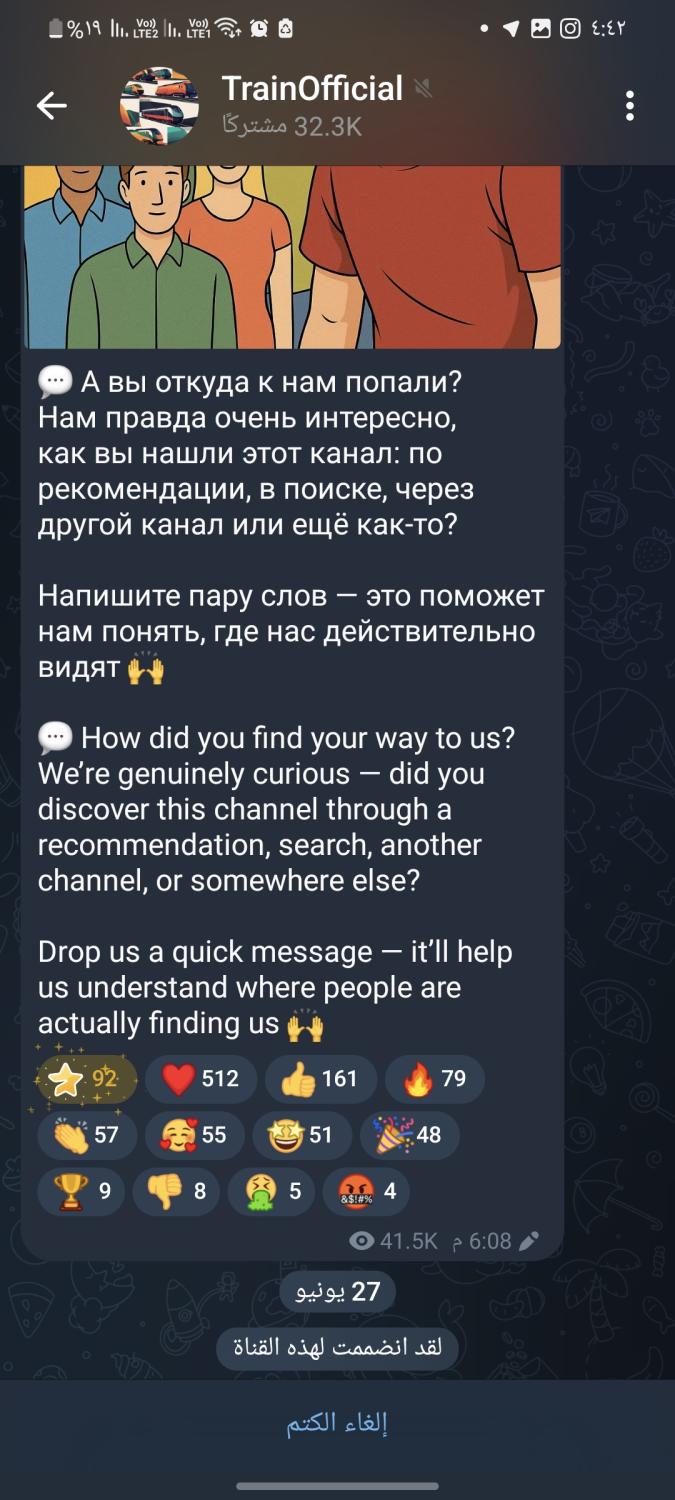 %١٩ Vo)) LTE2 Vo)) LTE1 ٤:٤٢
TrainOfficial
32.3K مشتركًا
💬 А вы откуда к нам попали?
Нам правда очень интересно,
как вы нашли этот канал: по
рекомендации, в поиске, через
другой канал или ещё как-то?
Напишите пару слов — это поможет
нам понять, где нас действительно
видят 🙌
💬 How did you find your way to us?
We’re genuinely curious — did you
discover this channel through a
recommendation, search, another
channel, or somewhere else?
Drop us a quick message — it’ll help
us understand where people are
actually finding us 🙌
⭐ 92 ❤️ 512 👍 161 🔥 79
👏 57 🥰 55 🤩 51 🎉 48
🏆 9 👎 8 🤮 5 🤬 4
41.5K 6:08 م
27 يونيو
لقد انضممت لهذه القناة
إلغاء الكتم